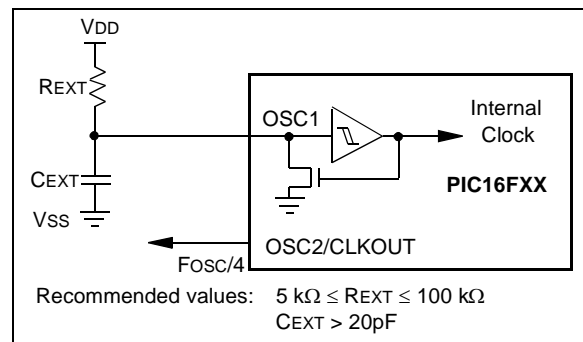 VDD
REXT
OSC1
Internal
Clock
CEXT
PIC16FXX
VSS
OSC2/CLKOUT
FOSC/4
Recommended values: 5 kΩ ≤ REXT ≤ 100 kΩ
CEXT > 20pF